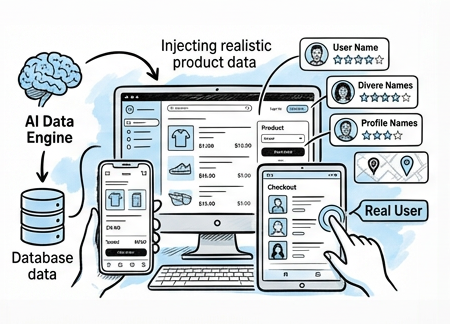 Injecting realistic
product data
User Name
Divere Names
Profile Names
AI Data
Engine
Product
$10.00
$10.00
$15.00
$0.00
Checkout
Real User
Database
data